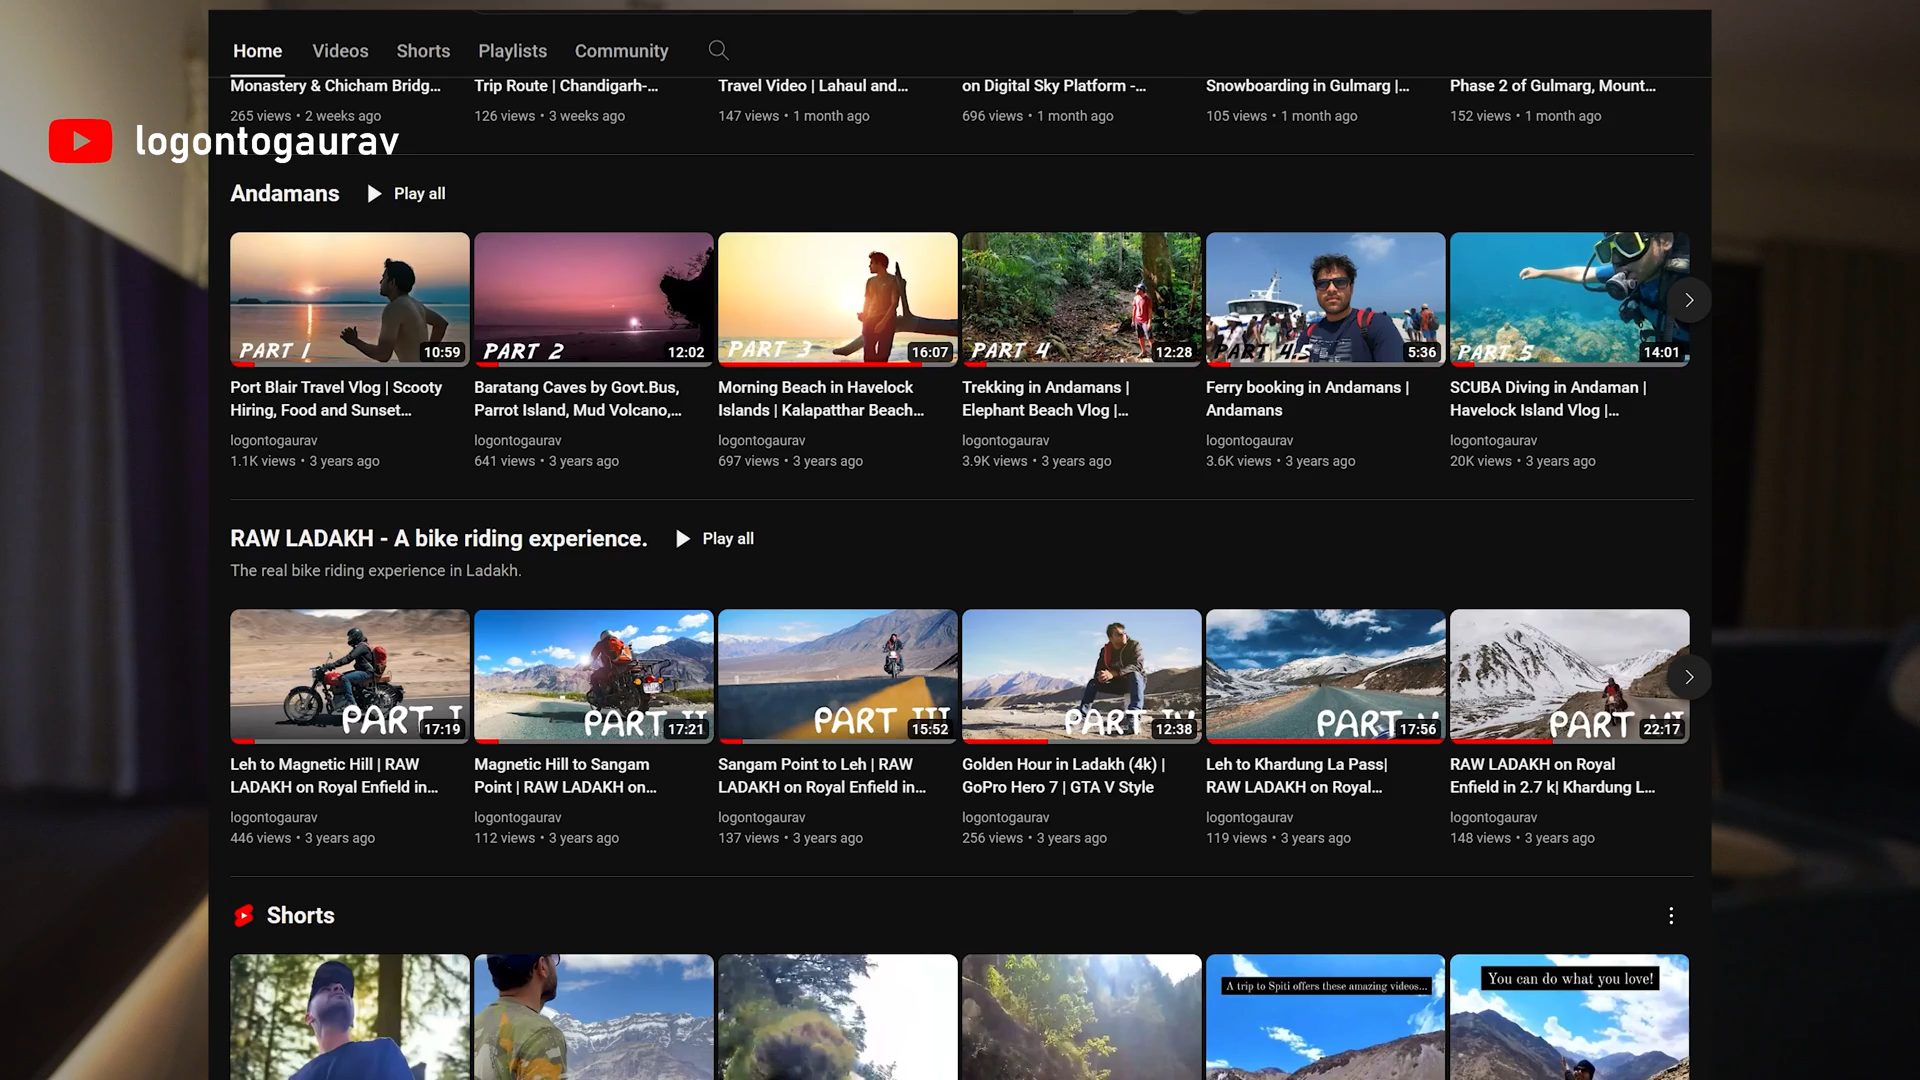 Home Videos Shorts Playlists Community
Monastery & Chicham Bridg...
265 views • 2 weeks ago
Trip Route | Chandigarh-...
126 views • 3 weeks ago
Travel Video | Lahaul and...
147 views • 1 month ago
on Digital Sky Platform -...
696 views • 1 month ago
Snowboarding in Gulmarg |...
105 views • 1 month ago
Phase 2 of Gulmarg, Mount...
152 views • 1 month ago
logontogaurav
Andamans Play all
PART 1 10:59
Port Blair Travel Vlog | Scooty
Hiring, Food and Sunset...
logontogaurav
1.1K views • 3 years ago
PART 2 12:02
Baratang Caves by Govt.Bus,
Parrot Island, Mud Volcano,...
logontogaurav
641 views • 3 years ago
PART 3 16:07
Morning Beach in Havelock
Islands | Kalapatthar Beach...
logontogaurav
697 views • 3 years ago
PART 4 12:28
Trekking in Andamans |
Elephant Beach Vlog |...
logontogaurav
3.9K views • 3 years ago
PART 4.5 5:36
Ferry booking in Andamans |
Andamans
logontogaurav
3.6K views • 3 years ago
PART 5 14:01
SCUBA Diving in Andaman |
Havelock Island Vlog |...
logontogaurav
20K views • 3 years ago
RAW LADAKH - A bike riding experience. Play all
The real bike riding experience in Ladakh.
PART I 17:19
Leh to Magnetic Hill | RAW
LADAKH on Royal Enfield in...
logontogaurav
446 views • 3 years ago
PART II 17:21
Magnetic Hill to Sangam
Point | RAW LADAKH on...
logontogaurav
112 views • 3 years ago
PART III 15:52
Sangam Point to Leh | RAW
LADAKH on Royal Enfield in...
logontogaurav
137 views • 3 years ago
PART IV 12:38
Golden Hour in Ladakh (4k) |
GoPro Hero 7 | GTA V Style
logontogaurav
256 views • 3 years ago
PART V 17:56
Leh to Khardung La Pass|
RAW LADAKH on Royal...
logontogaurav
119 views • 3 years ago
PART VI 22:17
RAW LADAKH on Royal
Enfield in 2.7 k| Khardung L...
logontogaurav
148 views • 3 years ago
Shorts
A trip to Spiti offers these amazing videos...
You can do what you love!